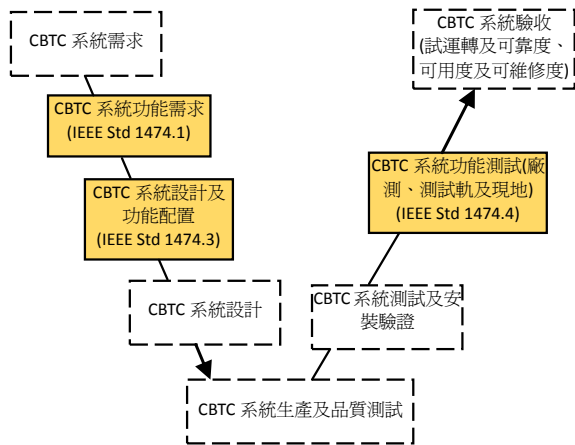 CBTC 系統需求
CBTC 系統功能需求
(IEEE Std 1474.1)
CBTC 系統設計及
功能配置
(IEEE Std 1474.3)
CBTC 系統設計
CBTC 系統生產及品質測試
CBTC 系統測試及安
裝驗證
CBTC 系統功能測試(廠
測、測試軌及現地)
(IEEE Std 1474.4)
CBTC 系統驗收
(試運轉及可靠度、
可用度及可維修度)